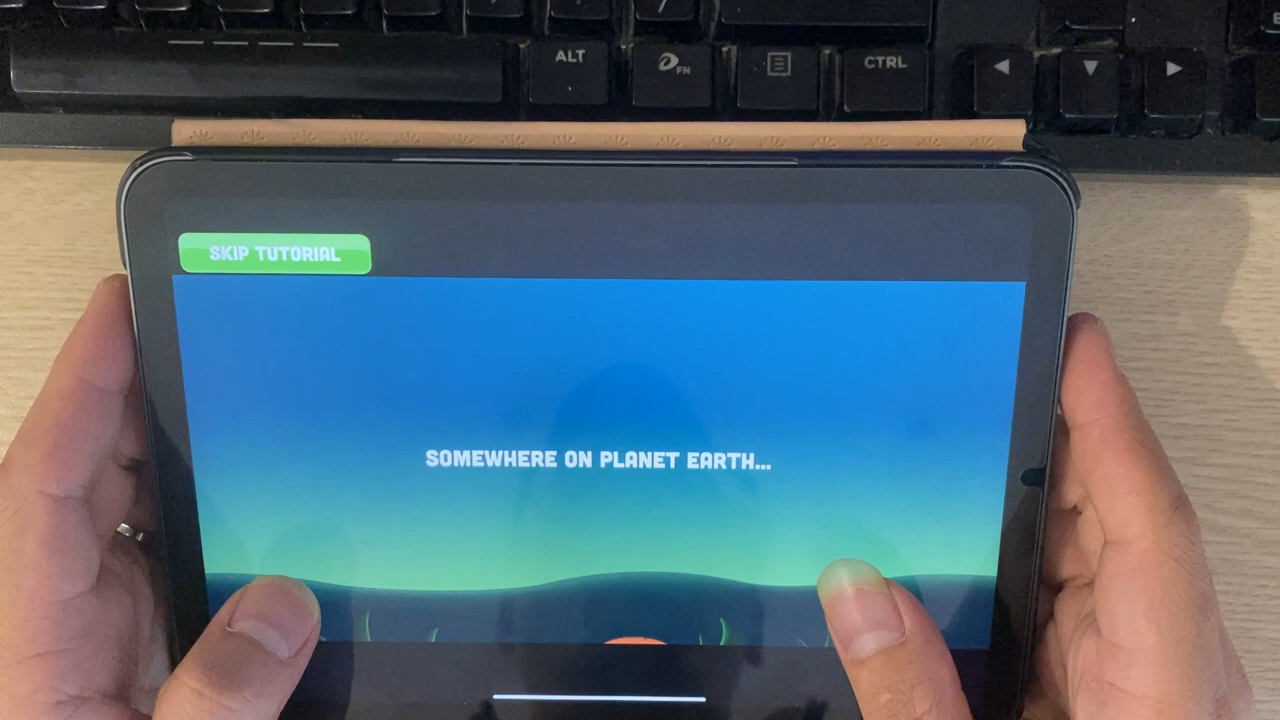 ALT
FN
CTRL
SKIP TUTORIAL
SOMEWHERE ON PLANET EARTH...